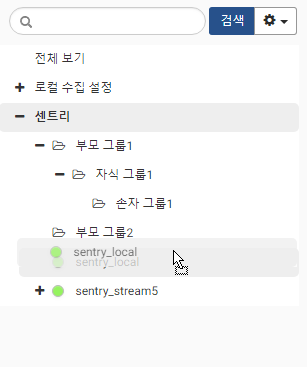 검색
전체 보기
로컬 수집 설정
센트리
부모 그룹1
자식 그룹1
손자 그룹1
부모 그룹2
sentry_local
sentry_local
sentry_stream5